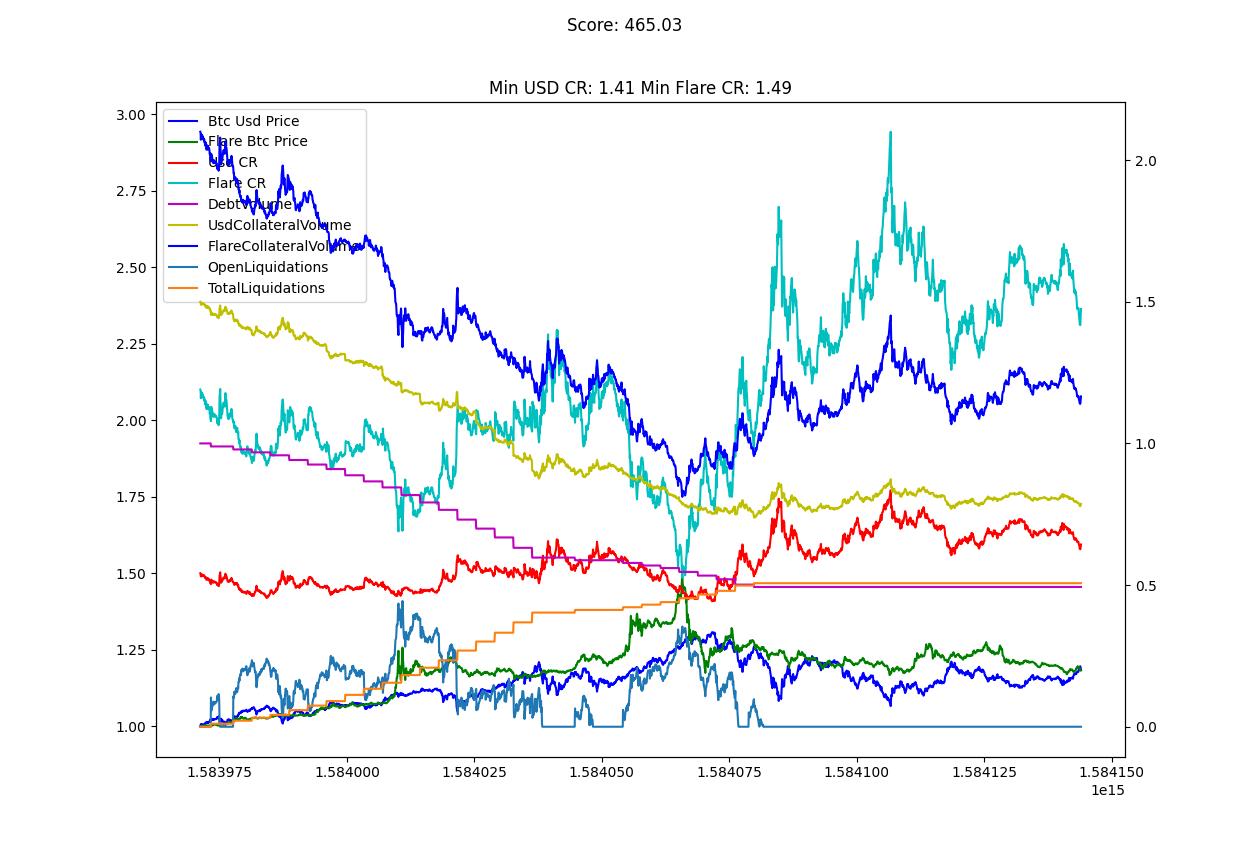 Score: 465.03
Min USD CR: 1.41 Min Flare CR: 1.49
Btc Usd Price
Flare Btc Price
Usd CR
Flare CR
DebtVolume
UsdCollateralVolume
FlareCollateralVolume
OpenLiquidations
TotalLiquidations
3.00
2.75
2.50
2.25
2.00
1.75
1.50
1.25
1.00
2.0
1.5
1.0
0.5
0.0
1.583975 1.584000 1.584025 1.584050 1.584075 1.584100 1.584125 1.584150
1e15